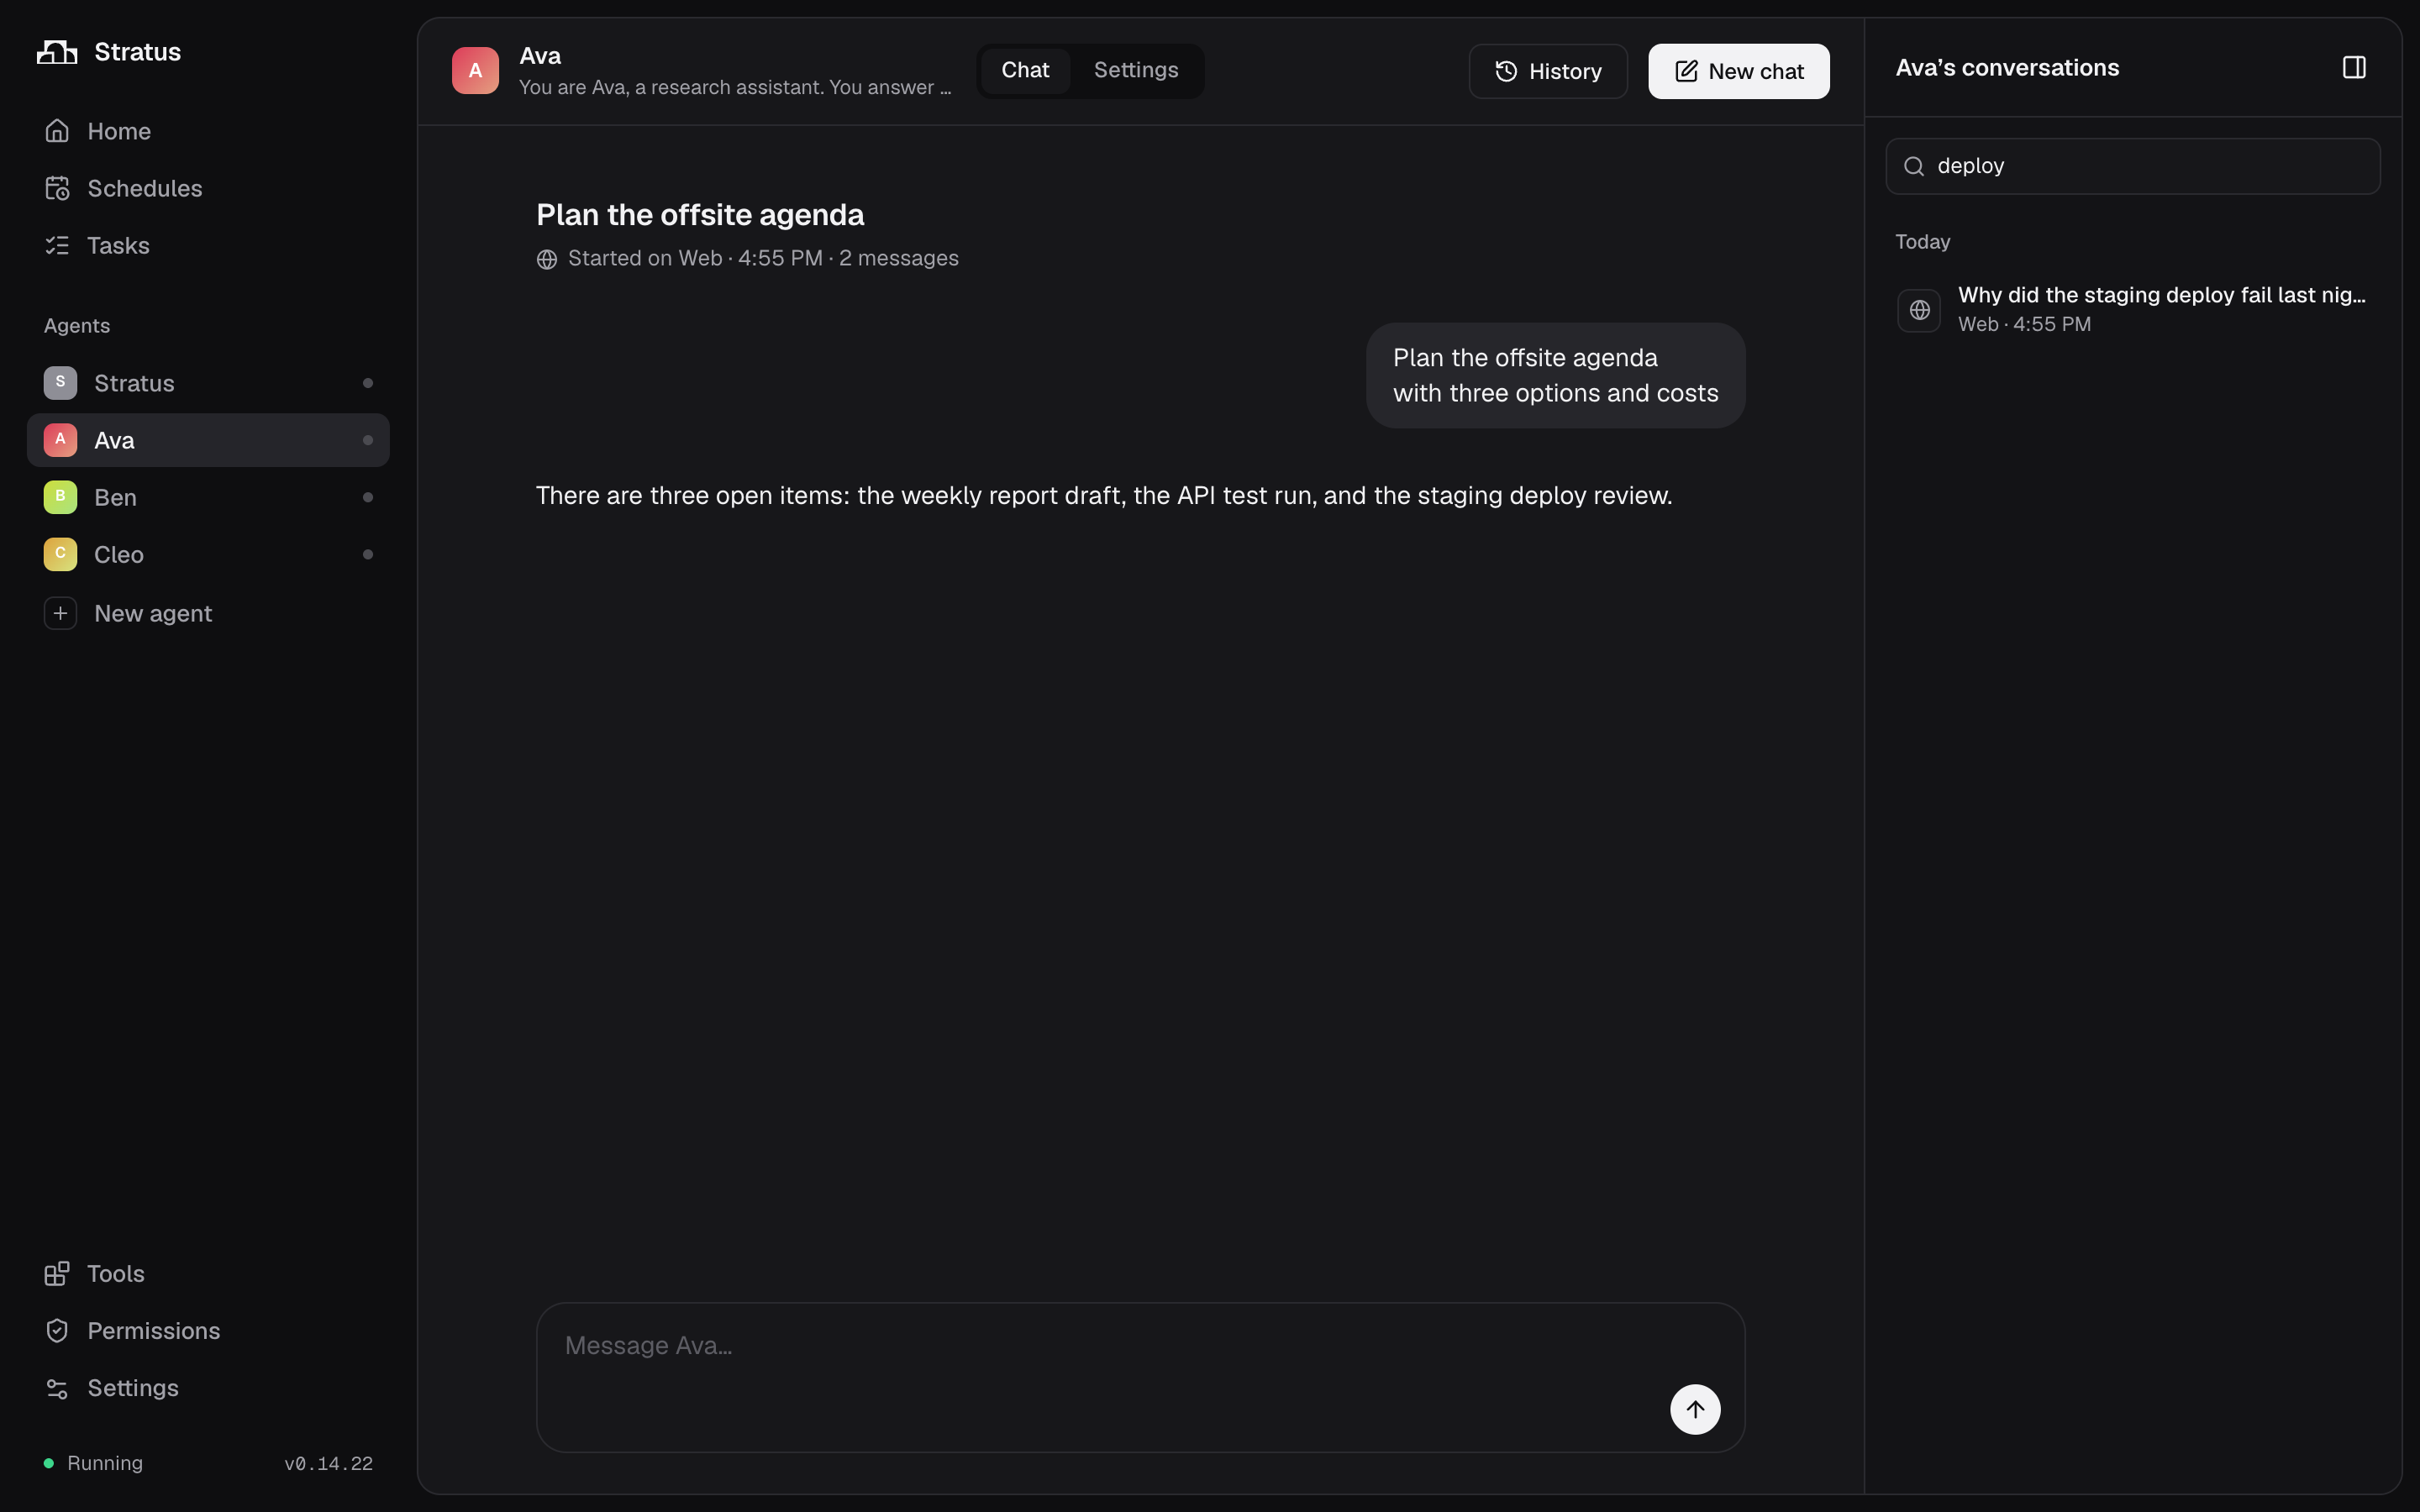 Stratus
Home
Schedules
Tasks
Agents
S Stratus
A Ava
B Ben
C Cleo
New agent
Tools
Permissions
Settings
Running v0.14.22
A
Ava
You are Ava, a research assistant. You answer ...
Chat Settings
History
New chat
Plan the offsite agenda
Started on Web · 4:55 PM · 2 messages
Plan the offsite agenda
with three options and costs
There are three open items: the weekly report draft, the API test run, and the staging deploy review.
Message Ava...
Ava’s conversations
deploy
Today
Why did the staging deploy fail last nig...
Web · 4:55 PM